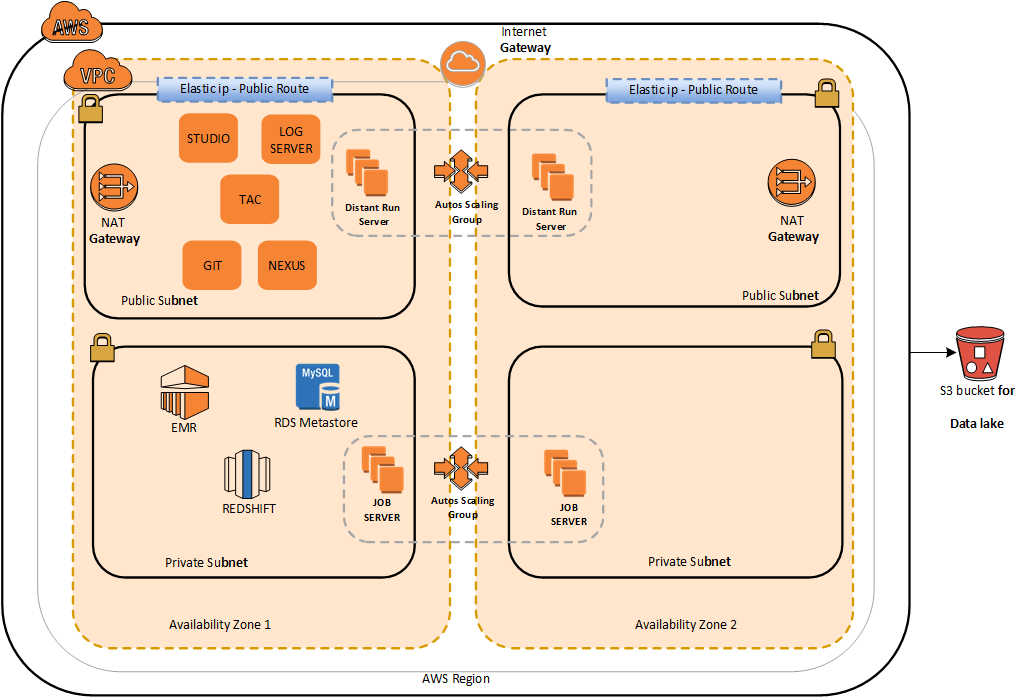 AWS
Internet
Gateway
VPC
Elastic ip - Public Route
Elastic ip - Public Route
STUDIO
LOG
SERVER
TAC
GIT
NEXUS
NAT
Gateway
Distant Run
Server
Autos Scaling
Group
Distant Run
Server
NAT
Gateway
Public Subnet
Public Subnet
EMR
MySQL
M
RDS Metastore
REDSHIFT
JOB
SERVER
Autos Scaling
Group
JOB
SERVER
Private Subnet
Private Subnet
S3 bucket for
Data lake
Availability Zone 1
Availability Zone 2
AWS Region